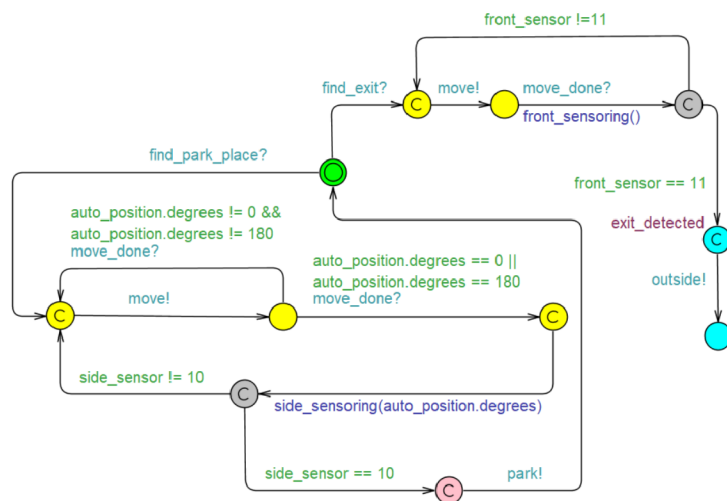 front_sensor !=11
find_exit?
move!
move_done?
C
C
front_sensoring()
find_park_place?
front_sensor == 11
auto_position.degrees != 0 &&
auto_position.degrees != 180
move_done?
exit_detected
C
auto_position.degrees == 0 ||
auto_position.degrees == 180
move_done?
outside!
move!
C
C
side_sensor != 10
C
side_sensoring(auto_position.degrees)
side_sensor == 10
park!
C